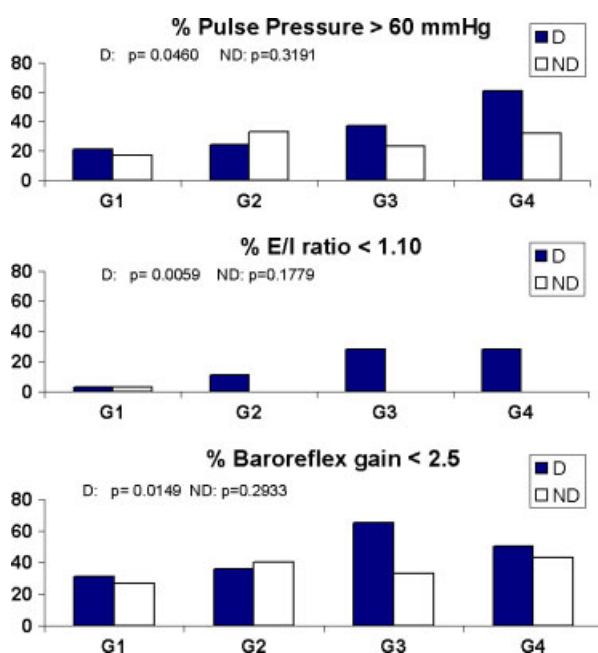 % Pulse Pressure > 60 mmHg
D: p= 0.0460 ND: p=0.3191
D
ND
80
60
40
20
0
G1 G2 G3 G4
% E/I ratio < 1.10
D: p= 0.0059 ND: p=0.1779
D
ND
80
60
40
20
0
G1 G2 G3 G4
% Baroreflex gain < 2.5
D: p= 0.0149 ND: p=0.2933
D
ND
80
60
40
20
0
G1 G2 G3 G4